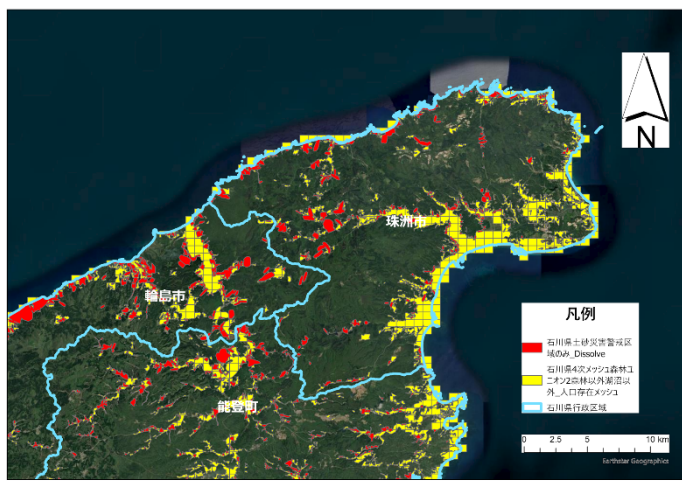 N
珠洲市
輪島市
能登町
凡例
石川県土砂災害警戒区
域のみ_Dissolve
石川県4次メッシュ森林ユ
ニオン2森林以外湖沼以
外_人口存在メッシュ
石川県行政区域
0 1.25 2.5 5 7.5 10 km
Earthstar Geographics